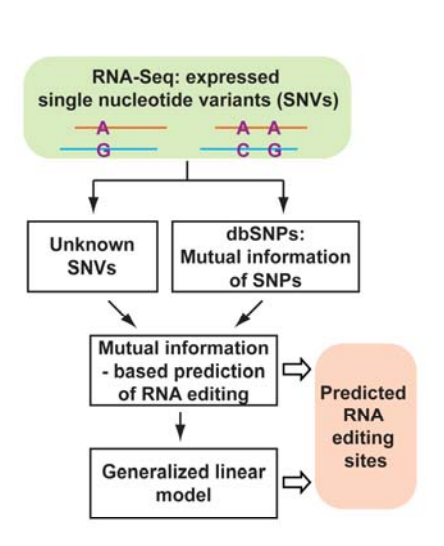 RNA-Seq: expressed
single nucleotide variants (SNVs)
A
G
A A
C G
Unknown
SNVs
dbSNPs:
Mutual information
of SNPs
Mutual information
- based prediction
of RNA editing
Predicted
RNA
editing
sites
Generalized linear
model